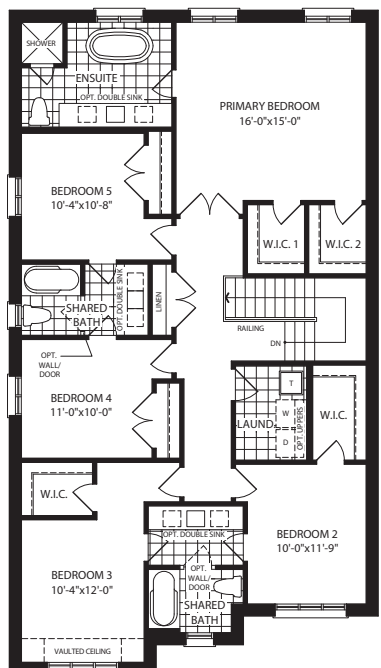 SHOWER
ENSUITE
OPT. DOUBLE SINK
PRIMARY BEDROOM
16'-0"x15'-0"
BEDROOM 5
10'-4"x10'-8"
W.I.C. 1
W.I.C. 2
SHARED
BATH
OPT. DOUBLE SINK
LINEN
RAILING
DN
OPT.
WALL/
DOOR
BEDROOM 4
11'-0"x10'-0"
LAUND.
T
W
D
OPT. UPPERS
W.I.C.
W.I.C.
OPT. DOUBLE SINK
BEDROOM 2
10'-0"x11'-9"
BEDROOM 3
10'-4"x12'-0"
OPT.
WALL/
DOOR
SHARED
BATH
VAULTED CEILING